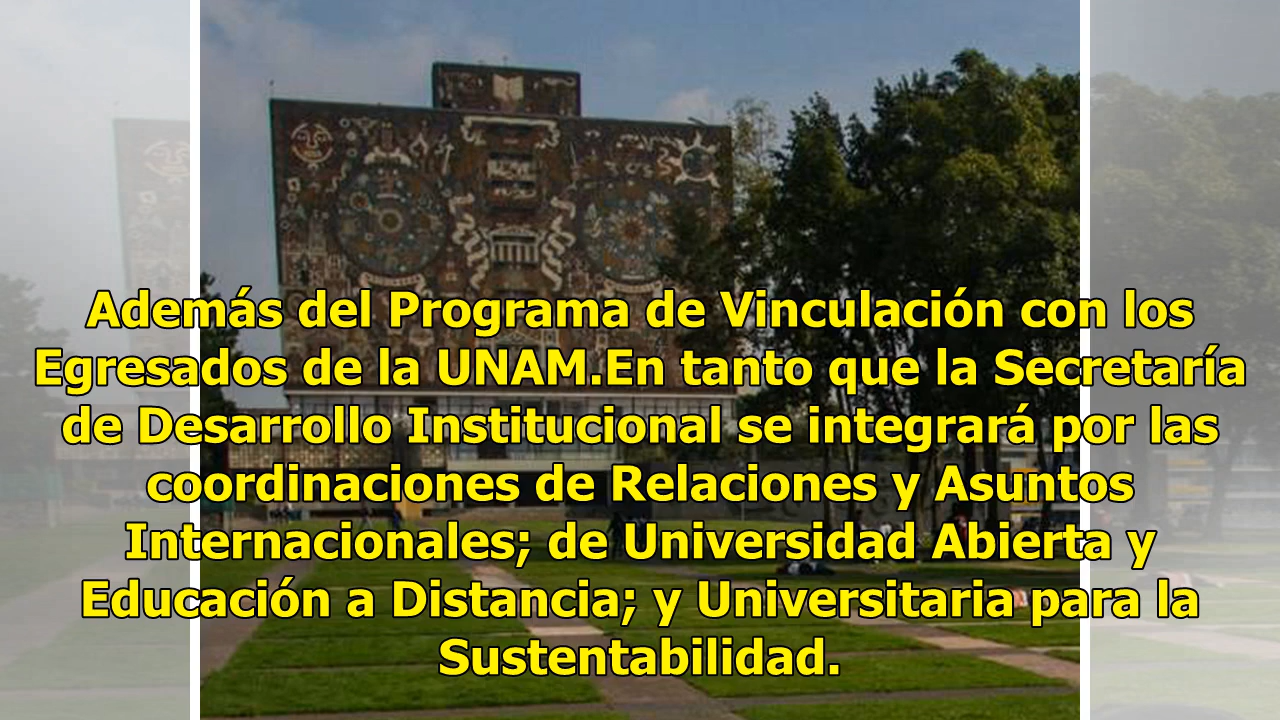 Además del Programa de Vinculación con los
Egresados de la UNAM.En tanto que la Secretaría
de Desarrollo Institucional se integrará por las
coordinaciones de Relaciones y Asuntos
Internacionales; de Universidad Abierta y
Educación a Distancia; y Universitaria para la
Sustentabilidad.